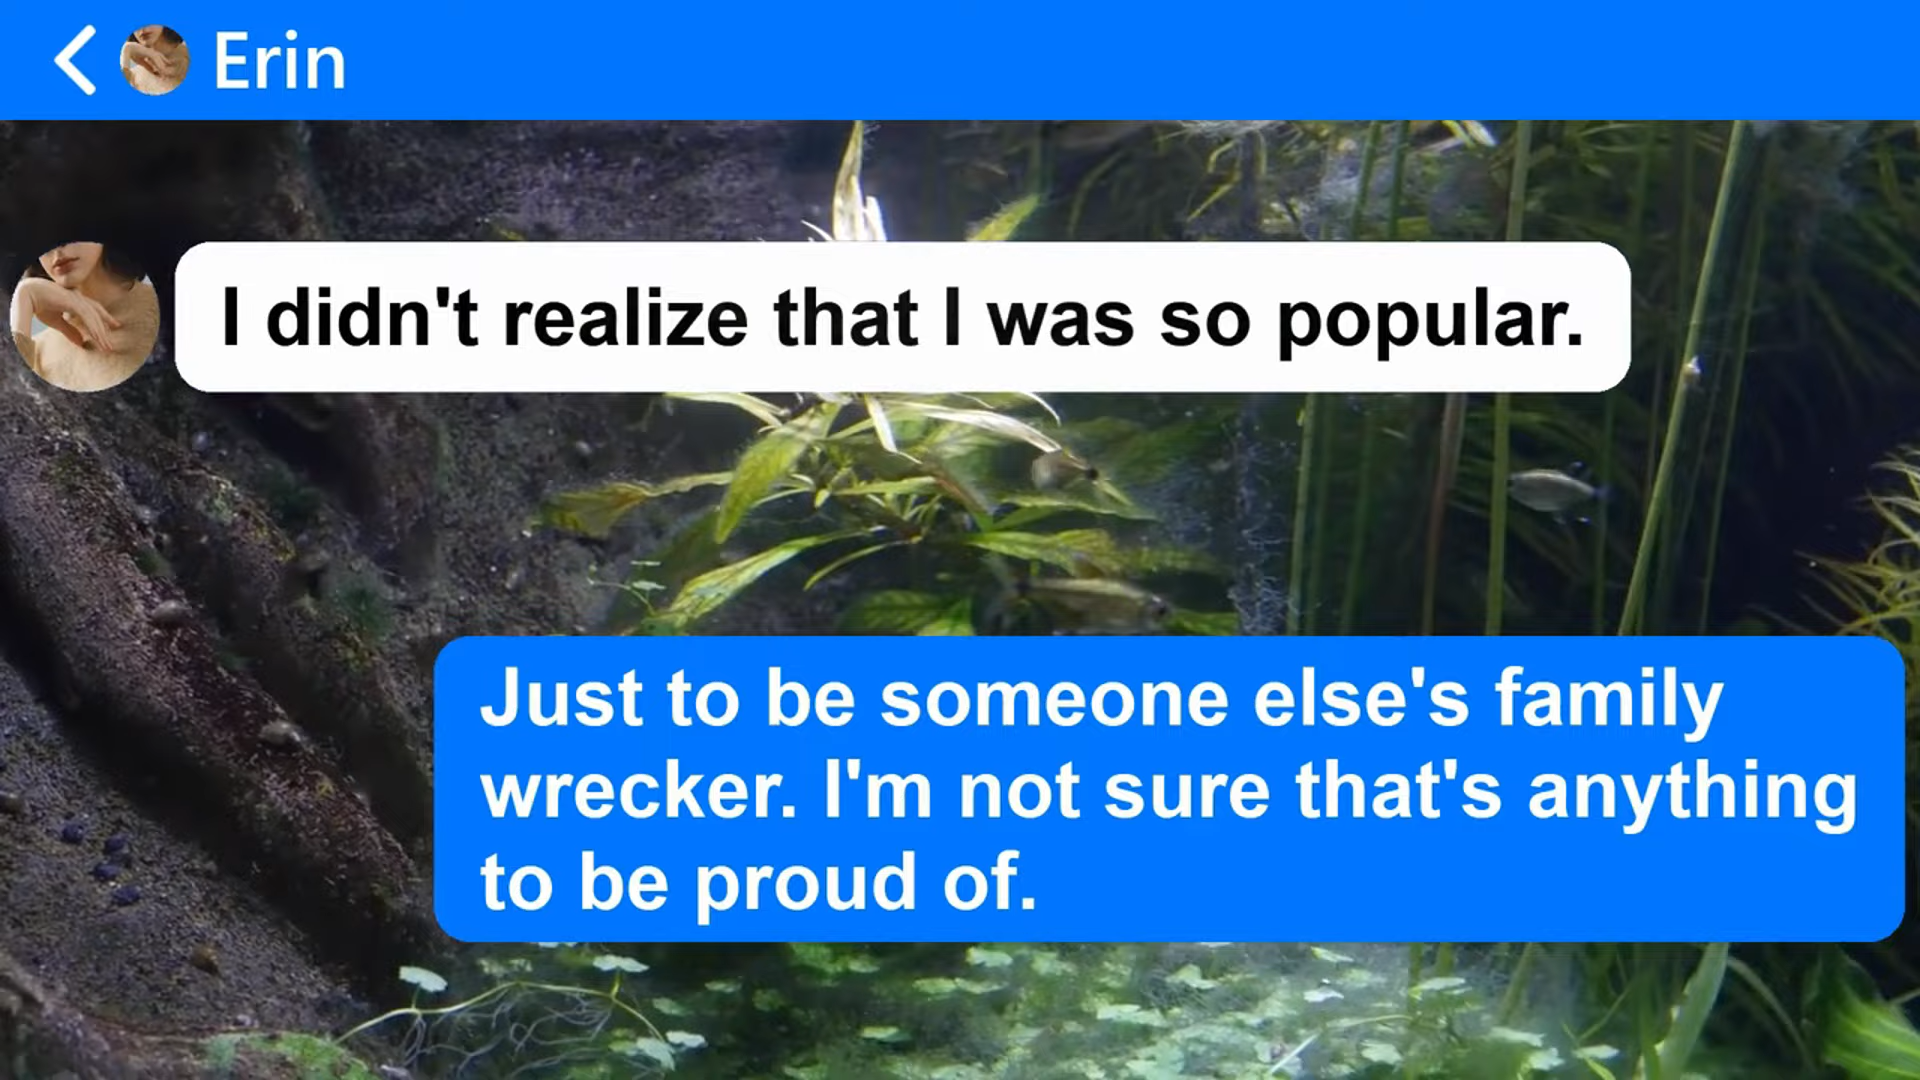 Erin
I didn't realize that I was so popular.
Just to be someone else's family
wrecker. I'm not sure that's anything
to be proud of.